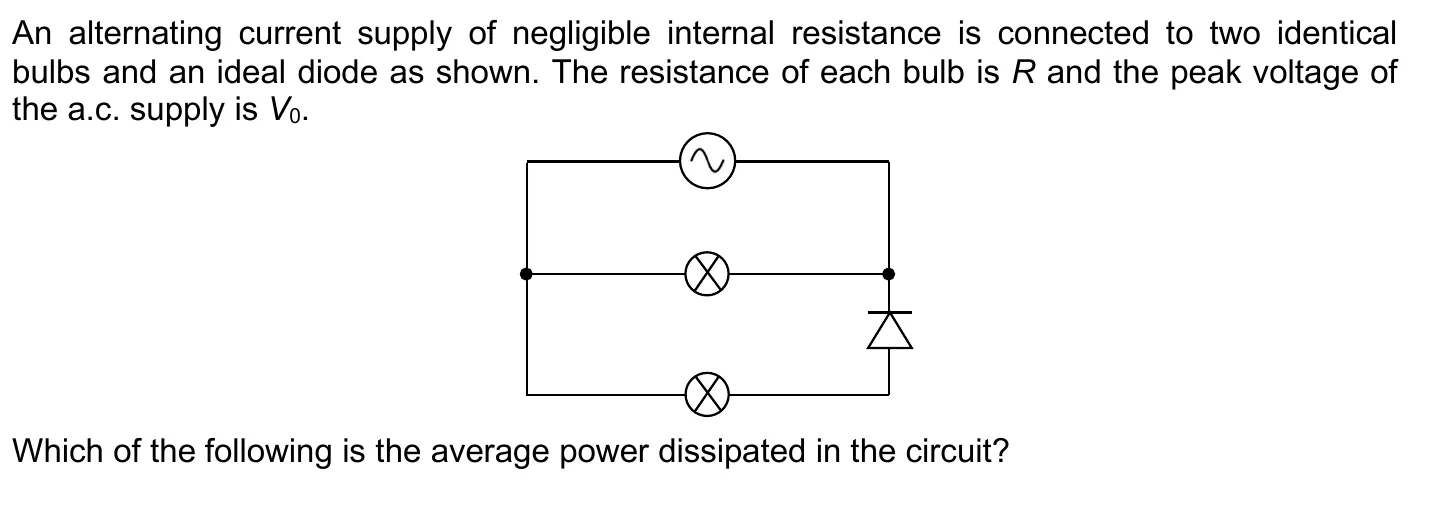 An alternating current supply of negligible internal resistance is connected to two identical
bulbs and an ideal diode as shown. The resistance of each bulb is R and the peak voltage of
the a.c. supply is V₀.
Which of the following is the average power dissipated in the circuit?